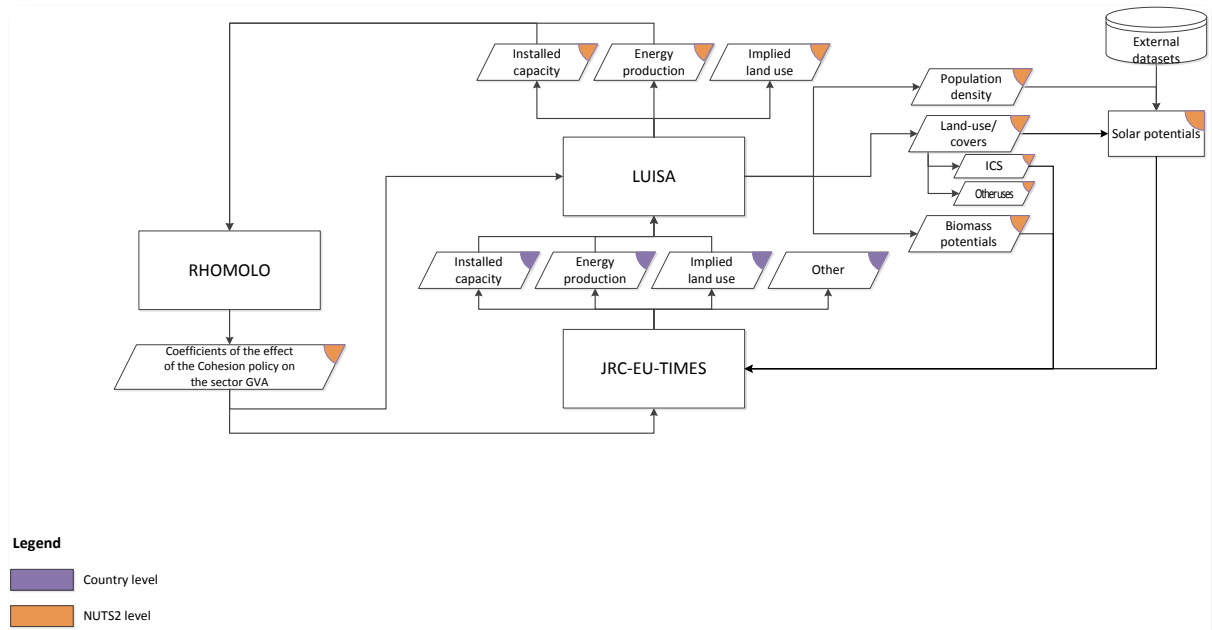 Installed
capacity
Energy
production
Implied
land use
External
datasets
Population
density
Land-use/
covers
Solar potentials
ICS
Otheruses
Biomass
potentials
LUISA
RHOMOLO
Installed
capacity
Energy
production
Implied
land use
Other
Coefficients of the effect
of the Cohesion policy on
the sector GVA
JRC-EU-TIMES
Legend
Country level
NUTS2 level